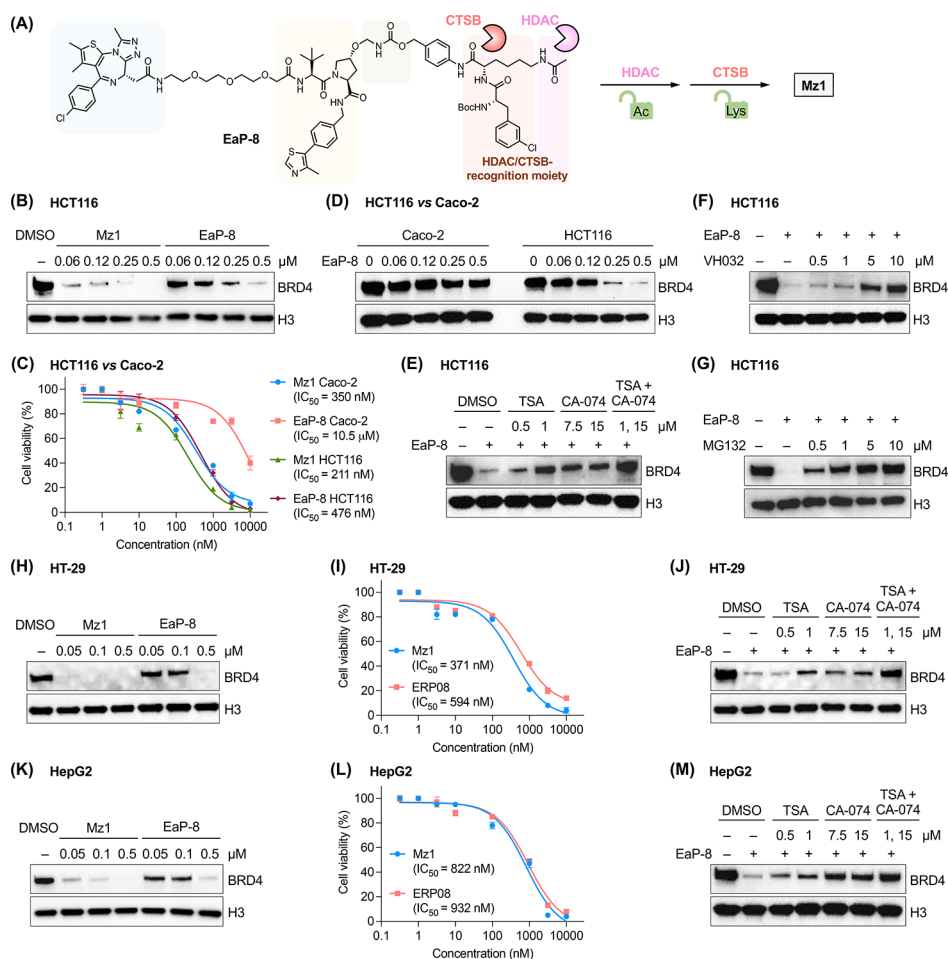 (A)
CTSB HDAC
S N N N N
Cl
N H O O O O N H O N O
O N H O O
N H
O N H
O N H
O
BocHN
Cl
S N
EaP-8
HDAC/CTSB-
recognition moiety
HDAC CTSB
Ac Lys
Mz1
(B) HCT116
DMSO Mz1 EaP-8
– 0.06 0.12 0.25 0.5 0.06 0.12 0.25 0.5 μM
BRD4
H3
(D) HCT116 vs Caco-2
Caco-2 HCT116
EaP-8 0 0.06 0.12 0.25 0.5 0 0.06 0.12 0.25 0.5 μM
BRD4
H3
(F) HCT116
EaP-8 – + + + + +
VH032 – – 0.5 1 5 10 μM
BRD4
H3
(C) HCT116 vs Caco-2
Cell viability (%)
100
80
60
40
20
0
0.1 1 10 100 1000 10000
Concentration (nM)
Mz1 Caco-2
(IC50 = 350 nM)
EaP-8 Caco-2
(IC50 = 10.5 μM)
Mz1 HCT116
(IC50 = 211 nM)
EaP-8 HCT116
(IC50 = 476 nM)
(E) HCT116
DMSO TSA CA-074 TSA +
CA-074
– – 0.5 1 7.5 15 1, 15 μM
EaP-8 – + + + + + +
BRD4
H3
(G) HCT116
EaP-8 – + + + + +
MG132 – – 0.5 1 5 10 μM
BRD4
H3
(H) HT-29
DMSO Mz1 EaP-8
– 0.05 0.1 0.5 0.05 0.1 0.5 μM
BRD4
H3
(I) HT-29
Cell viability (%)
100
80
60
40
20
0
Mz1
(IC50 = 371 nM)
ERP08
(IC50 = 594 nM)
0.1 1 10 100 1000 10000
Concentration (nM)
(J) HT-29
DMSO TSA CA-074 TSA +
CA-074
– – 0.5 1 7.5 15 1, 15 μM
EaP-8 – + + + + + +
BRD4
H3
(K) HepG2
DMSO Mz1 EaP-8
– 0.05 0.1 0.5 0.05 0.1 0.5 μM
BRD4
H3
(L) HepG2
Cell viability (%)
100
80
60
40
20
0
Mz1
(IC50 = 822 nM)
ERP08
(IC50 = 932 nM)
0.1 1 10 100 1000 10000
Concentration (nM)
(M) HepG2
DMSO TSA CA-074 TSA +
CA-074
– – 0.5 1 7.5 15 1, 15 μM
EaP-8 – + + + + + +
BRD4
H3